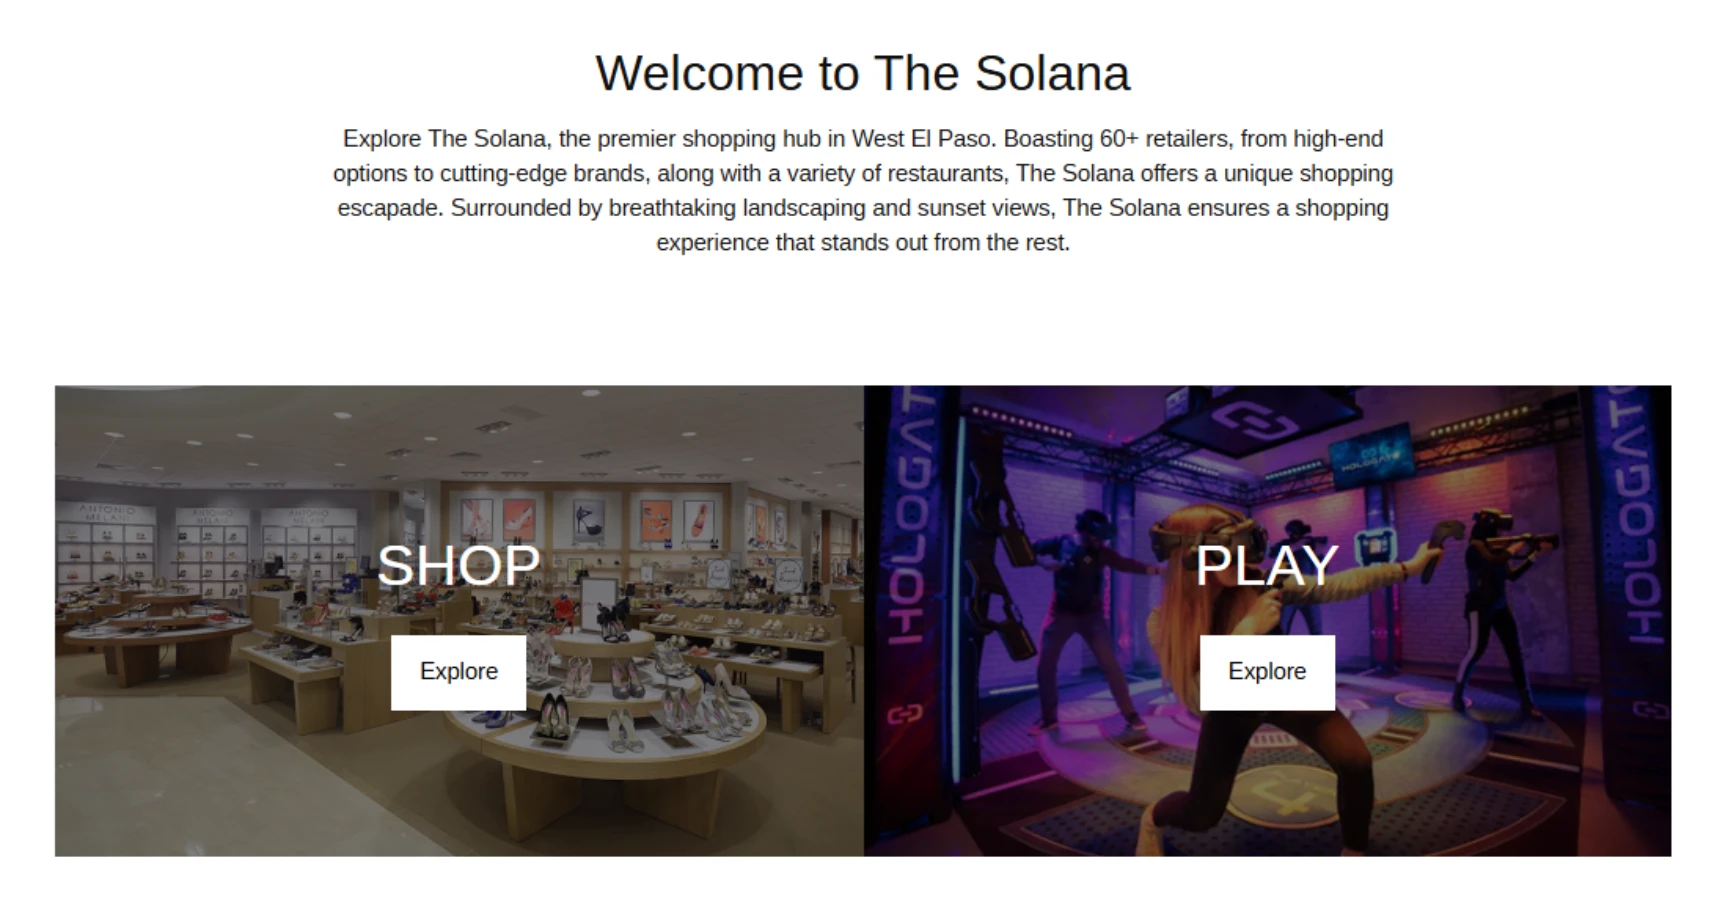 Welcome to The Solana
Explore The Solana, the premier shopping hub in West El Paso. Boasting 60+ retailers, from high-end
options to cutting-edge brands, along with a variety of restaurants, The Solana offers a unique shopping
escapade. Surrounded by breathtaking landscaping and sunset views, The Solana ensures a shopping
experience that stands out from the rest.
ANTONIO
MELANI
ANTONIO
MELANI
ANTONIO
MELANI
SHOP
Explore
HOLOGAT
HOLOGATE
HOLOGAT
PLAY
Explore